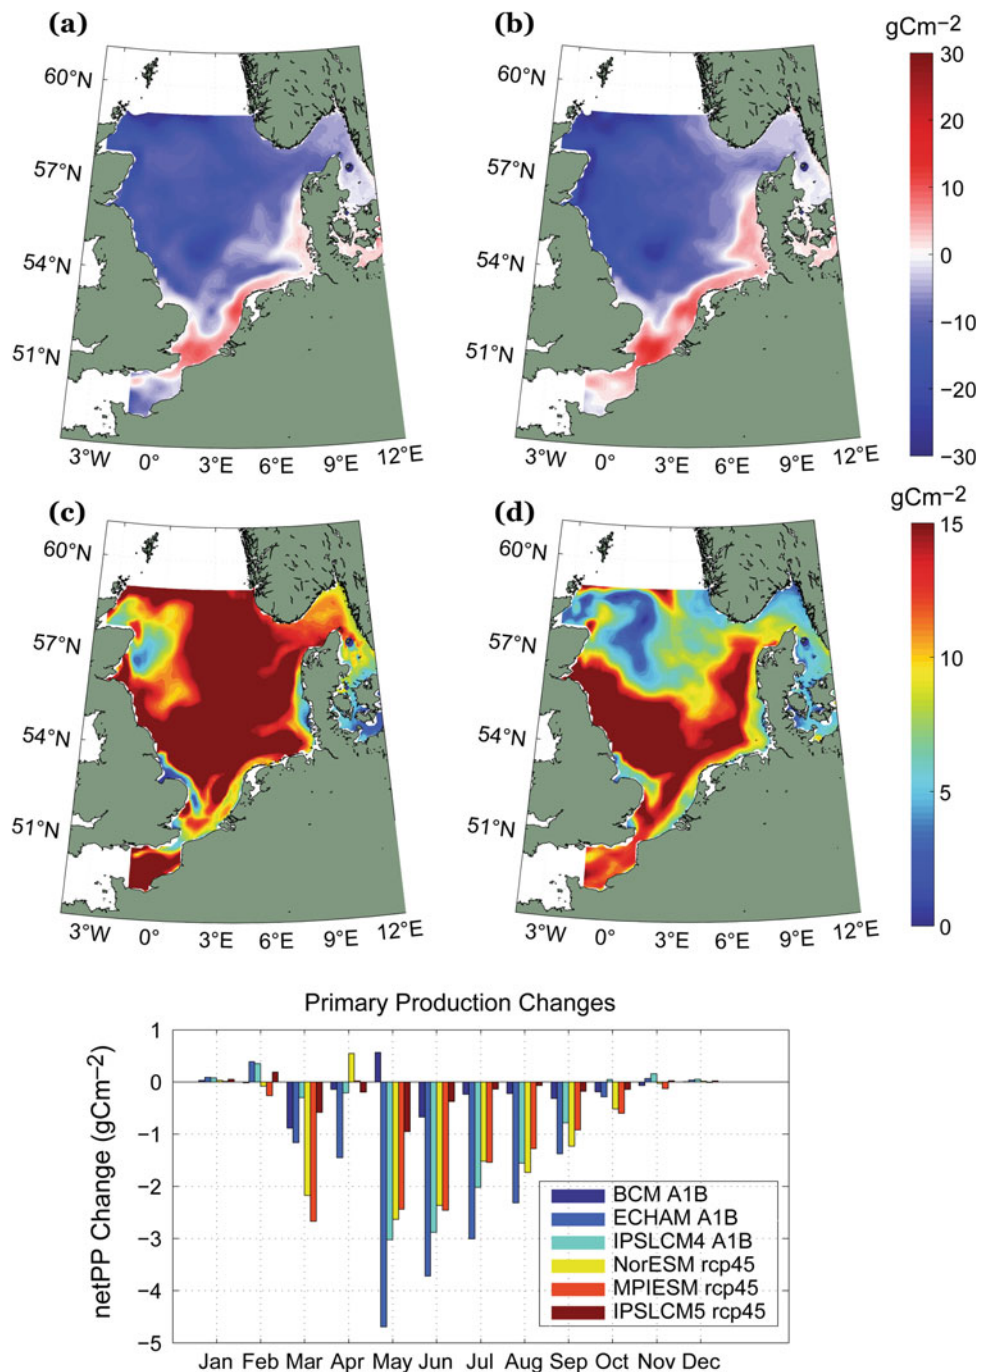 (a)
(b)
gCm−2
60°N
57°N
54°N
51°N
3°W 0° 3°E 6°E 9°E 12°E
60°N
57°N
54°N
51°N
3°W 0° 3°E 6°E 9°E 12°E
30
20
10
0
−10
−20
−30
(c)
(d)
gCm−2
60°N
57°N
54°N
51°N
3°W 0° 3°E 6°E 9°E 12°E
60°N
57°N
54°N
51°N
3°W 0° 3°E 6°E 9°E 12°E
15
10
5
0
Primary Production Changes
netPP Change (gCm−2)
1
0
−1
−2
−3
−4
−5
BCM A1B
ECHAM A1B
IPSLCM4 A1B
NorESM rcp45
MPIESM rcp45
IPSLCM5 rcp45
Jan Feb Mar Apr May Jun Jul Aug Sep Oct Nov Dec